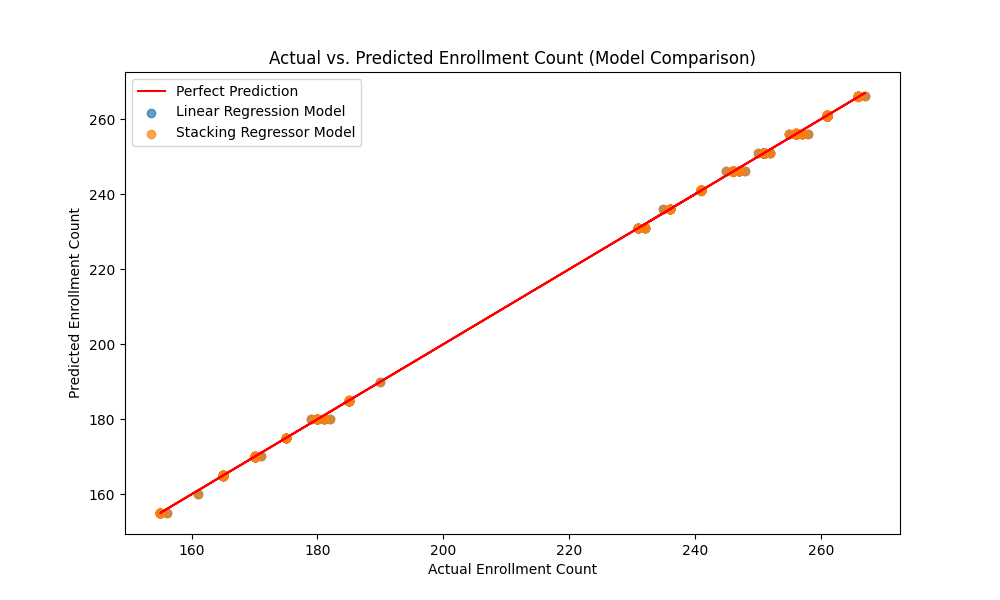 Actual vs. Predicted Enrollment Count (Model Comparison)
Perfect Prediction
Linear Regression Model
Stacking Regressor Model
Predicted Enrollment Count
260
240
220
200
180
160
160
180
200
220
240
260
Actual Enrollment Count